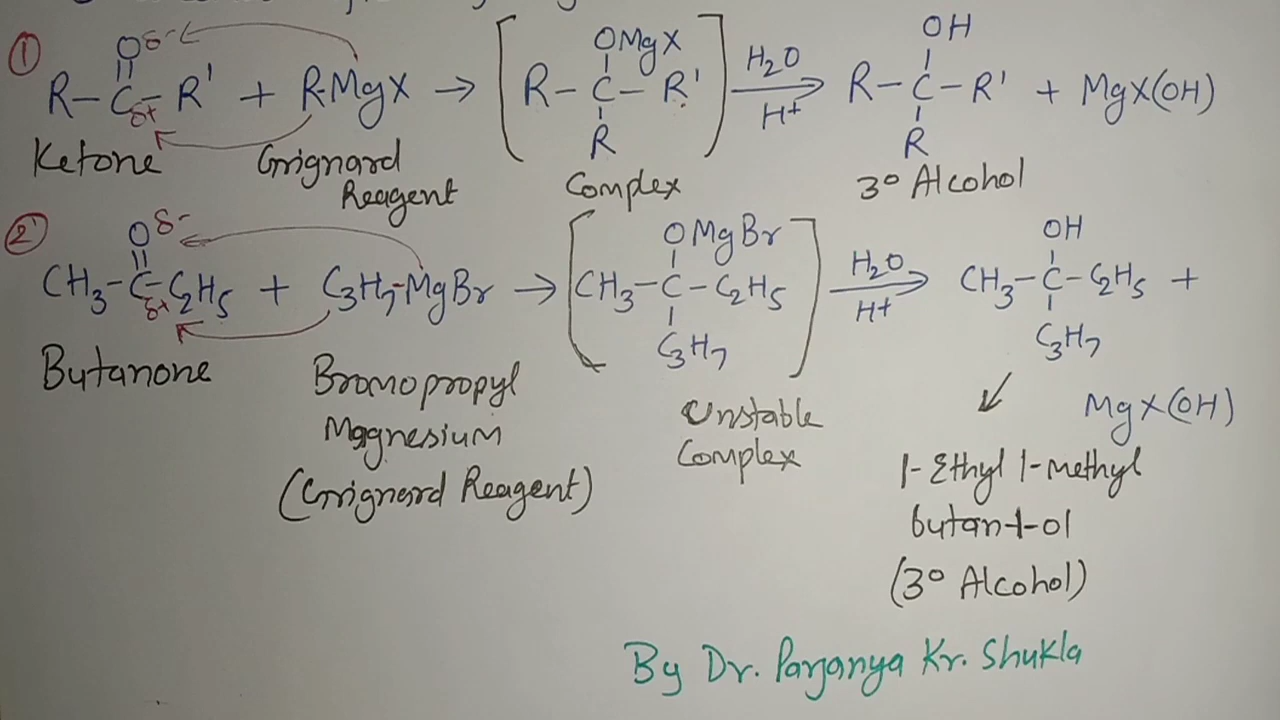 ①
O δ-
||
R-C-R' + R-MgX → [R-C-R' → R-C-R' + MgX(OH)
δ+
OMgX
R
H2O
H+
OH
R
Ketone
Grignard
Reagent
Complex
3° Alcohol
②
O δ-
||
CH3-C-C2H5 + C3H7-MgBr → [CH3-C-C2H5] → CH3-C-C2H5 +
δ+
OMgBr
C3H7
H2O
H+
OH
C3H7
MgX(OH)
Butanone
Bromopropyl
Magnesium
(Grignard Reagent)
Unstable
Complex
1-Ethyl 1-methyl
butan-1-ol
(3° Alcohol)
By Dr. Parjanya Kr. Shukla